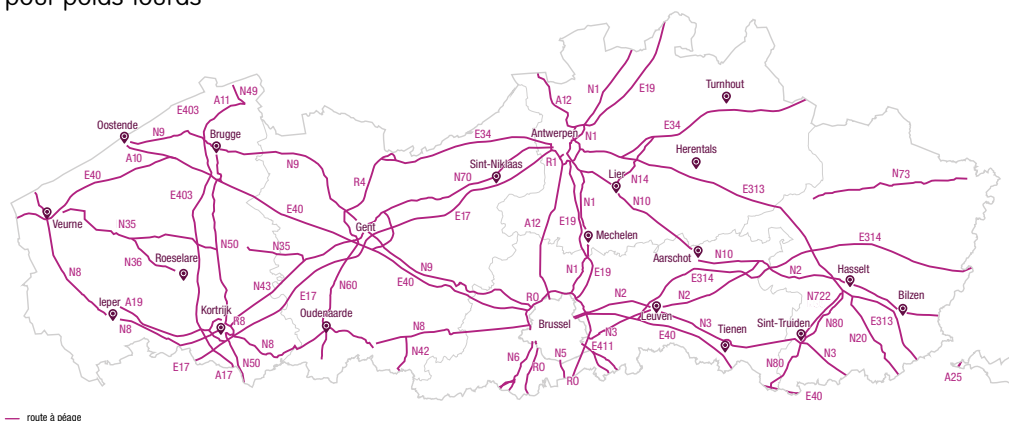 pour poids lourds
N49
A11
E403
Oostende
N9
Brugge
A10
E40
N9
E403
R4
E40
Veurne
N35
N36
Roeselare
N50
N35
N8
Ieper
A19
N8
Kortrijk
R8
N43
E17
N8
E17
A17
N50
Gent
N60
Oudenaarde
E40
N9
N8
N42
E34
Sint-Niklaas
N70
E17
A12
N1
E19
Antwerpen
N1
R1
Turnhout
E34
Herentals
Lier
N14
N10
E313
N73
A12
E19
N1
Mechelen
N1
E19
Aarschot
N10
E314
E314
N2
Hasselt
Bilzen
R0
Brussel
N2
N2
Leuven
N3
E411
E40
N3
Tienen
Sint-Truiden
N722
N80
N20
E313
N3
N80
E40
A25
N6
R0
N5
R0
route à péage